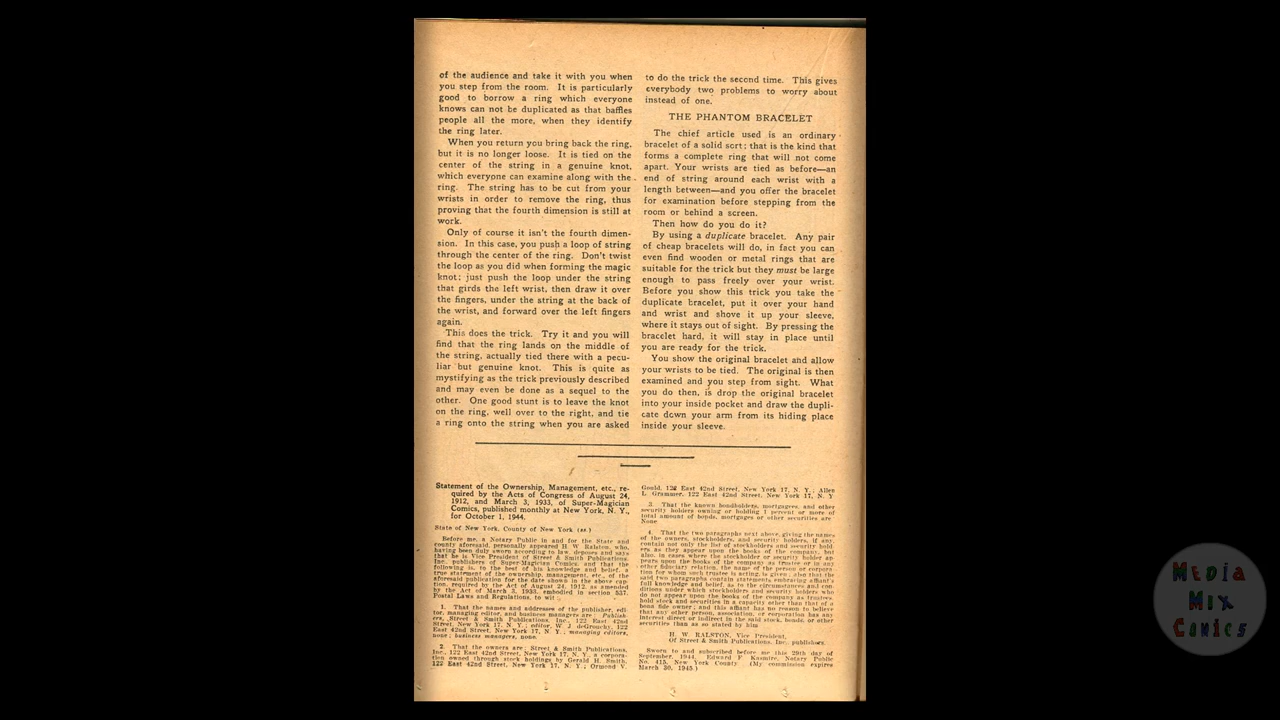 of the audience and take it with you when
you step from the room. It is particularly
good to borrow a ring which everyone
knows can not be duplicated as that baffles
people all the more, when they identify
the ring later.
When you return you bring back the ring,
but it is no longer loose. It is tied on the
center of the string in a genuine knot,
which everyone can examine along with the
ring. The string has to be cut from your
wrists in order to remove the ring, thus
proving that the fourth dimension is still at
work.
Only of course it isn't the fourth dimen-
sion. In this case, you push a loop of string
through the center of the ring. Don't twist
the loop as you did when forming the magic
knot; just push the loop under the string
that girds the left wrist, then draw it over
the fingers, under the string at the back of
the wrist, and forward over the left fingers
again.
This does the trick. Try it and you will
find that the ring lands on the middle of
the string, actually tied there with a pecu-
liar but genuine knot. This is quite as
mystifying as the trick previously described
and may even be done as a sequel to the
other. One good stunt is to leave the knot
on the ring, well over to the right, and tie
a ring onto the string when you are asked
to do the trick the second time. This gives
everybody two problems to worry about
instead of one.
THE PHANTOM BRACELET
The chief article used is an ordinary
bracelet of a solid sort; that is the kind that
forms a complete ring that will not come
apart. Your wrists are tied as before—an
end of string around each wrist with a
length between—and you offer the bracelet
for examination before stepping from the
room or behind a screen.
Then how do you do it?
By using a duplicate bracelet. Any pair
of cheap bracelets will do, in fact you can
even find wooden or metal rings that are
suitable for the trick but they must be large
enough to pass freely over your wrist.
Before you show this trick you take the
duplicate bracelet, put it over your hand
and wrist and shove it up your sleeve,
where it stays out of sight. By pressing the
bracelet hard, it will stay in place until
you are ready for the trick.
You show the original bracelet and allow
your wrists to be tied. The original is then
examined and you step from sight. What
you do then, is drop the original bracelet
into your inside pocket and draw the dupli-
cate down your arm from its hiding place
inside your sleeve.
Statement of the Ownership, Management, etc., re-
quired by the Acts of Congress of August 24,
1912, and March 3, 1933, of Super-Magician
Comics, published monthly at New York, N. Y.,
for October 1, 1944.
State of New York, County of New York (ss.)
Before me, a Notary Public in and for the State and
county aforesaid, personally appeared H. W. Ralston, who,
having been duly sworn according to law, deposes and says
that he is Vice President of Street & Smith Publications,
Inc., publishers of Super-Magician Comics, and that the
following is, to the best of his knowledge and belief, a
true statement of the ownership, management, etc., of the
aforesaid publication for the date shown in the above cap-
tion, required by the Act of August 24, 1912, as amended
by the Act of March 3, 1933, embodied in section 537,
Postal Laws and Regulations, to wit:
1. That the names and addresses of the publisher, edi-
tor, managing editor, and business managers are: Publish-
ers, Street & Smith Publications, Inc., 122 East 42nd
Street, New York 17, N. Y.; editor, W. J. deGrouchy, 122
East 42nd Street, New York 17, N. Y.; managing editors,
none; business managers, none.
2. That the owners are: Street & Smith Publications,
Inc., 122 East 42nd Street, New York 17, N. Y., a corpora-
tion owned through stock holdings by Gerald H. Smith,
122 East 42nd Street, New York 17, N. Y.; Ormond V.
Gould, 122 East 42nd Street, New York 17, N. Y.; Allen
L. Grammer, 122 East 42nd Street, New York 17, N. Y
3. That the known bondholders, mortgagees, and other
security holders owning or holding 1 percent or more of
total amount of bonds, mortgages or other securities are
None
4. That the two paragraphs next above, giving the names
of the owners, stockholders, and security holders, if any,
contain not only the list of stockholders and security hold-
ers as they appear upon the books of the company, but
also, in cases where the stockholder or security holder ap-
pears upon the books of the company as trustee or in any
other fiduciary relation, the name of the person or corpora-
tion for whom such trustee is acting, is given; also that the
said two paragraphs contain statements embracing affiant's
full knowledge and belief, as to the circumstances and con-
ditions under which stockholders and security holders who
do not appear upon the books of the company as trustees,
hold stock and securities in a capacity other than that of a
bona fide owner; and this affiant has no reason to believe
that any other person, association, or corporation has any
interest direct or indirect in the said stock, bonds, or other
securities than as so stated by him
H. W. RALSTON, Vice President,
Of Street & Smith Publications, Inc., publishers
Sworn to and subscribed before me this 29th day of
September, 1944. Edward F. Kasmire, Notary Public
No. 415, New York County. (My commission expires
March 30, 1945.)
Media
Mix
Comics